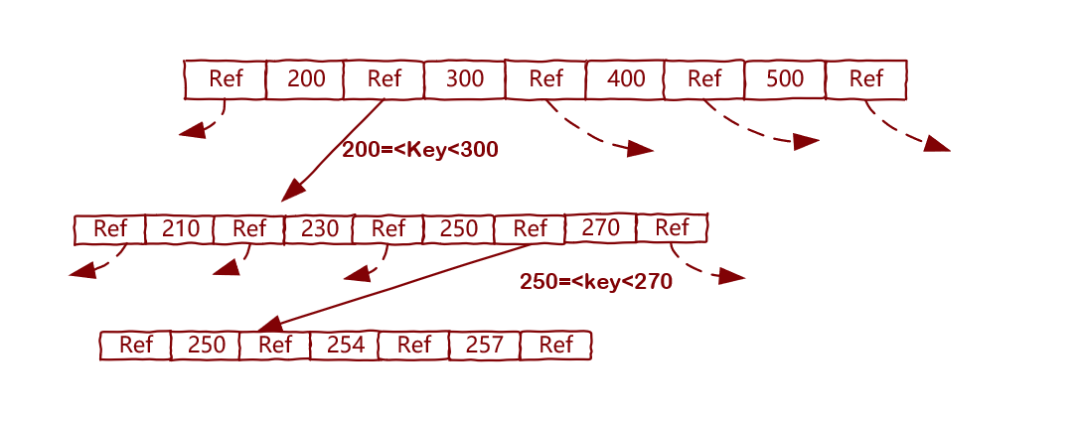 Ref 200 Ref 300 Ref 400 Ref 500 Ref
200=<Key<300
Ref 210 Ref 230 Ref 250 Ref 270 Ref
250=<key<270
Ref 250 Ref 254 Ref 257 Ref